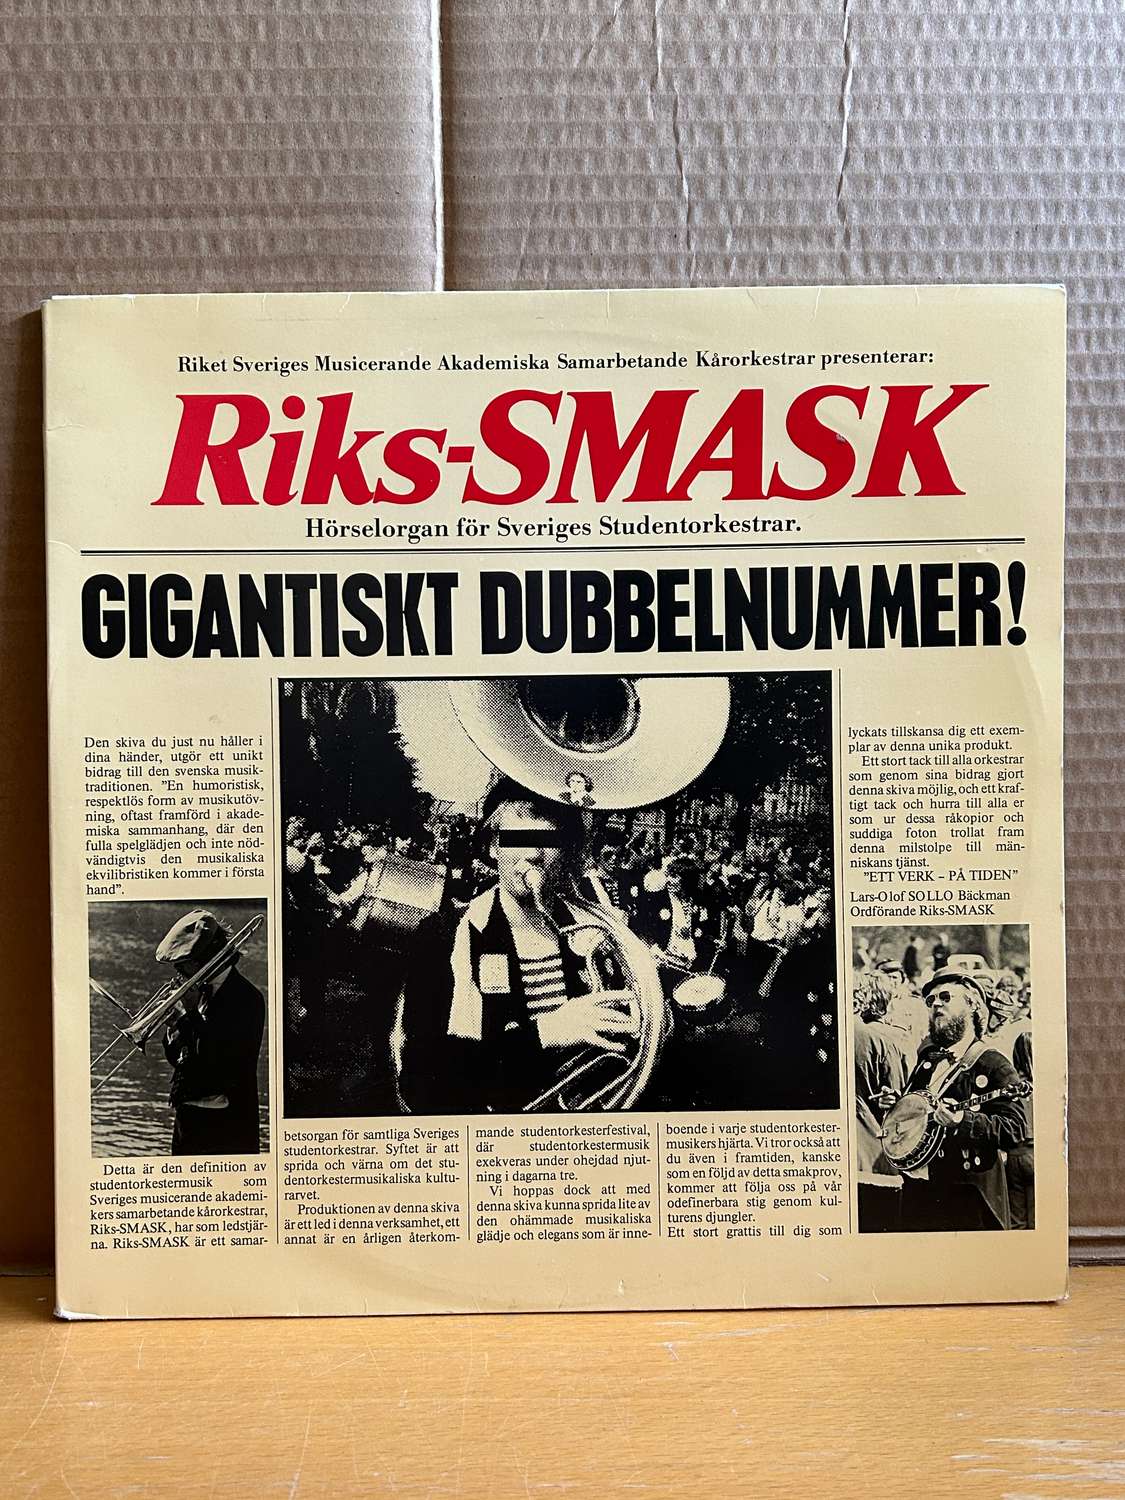 Riket Sveriges Musicerande Akademiska Samarbetande Kårorkestrar presenterar:
Riks-SMASK
Hörselorgan för Sveriges Studentorkestrar.
GIGANTISKT DUBBELNUMMER!
Den skiva du just nu håller i
dina händer, utgör ett unikt
bidrag till den svenska musik-
traditionen. ”En humoristisk,
respektlös form av musikutöv-
ning, oftast framförd i akade-
miska sammanhang, där den
fulla spelglädjen och inte nöd-
vändigtvis den musikaliska
ekvilibristiken kommer i första
hand”.
Detta är den definition av
studentorkestermusik som
Sveriges musicerande akademi-
kers samarbetande kårorkestrar,
Riks-SMASK, har som ledstjär-
na. Riks-SMASK är ett samar-
betsorgan för samtliga Sveriges
studentorkestrar. Syftet är att
sprida och värna om det stu-
dentorkestermusikaliska kultu-
rarvet.
Produktionen av denna skiva
är ett led i denna verksamhet, ett
annat är en årligen återkom-
mande studentorkesterfestival,
där studentorkestermusik
exekveras under ohejdad njut-
ning i dagarna tre.
Vi hoppas dock att med
denna skiva kunna sprida lite av
den ohämmade musikaliska
glädje och elegans som är inne-
boende i varje studentorkester-
musikers hjärta. Vi tror också att
du även i framtiden, kanske
som en följd av detta smakprov,
kommer att följa oss på vår
odefinerbara stig genom kul-
turens djungler.
Ett stort grattis till dig som
lyckats tillskansa dig ett exem-
plar av denna unika produkt.
Ett stort tack till alla orkestrar
som genom sina bidrag gjort
denna skiva möjlig, och ett kraf-
tigt tack och hurra till alla er
som ur dessa råkopior och
suddiga foton trollat fram
denna milstolpe till män-
niskans tjänst.
”ETT VERK – PÅ TIDEN”
Lars-Olof SOLLO Bäckman
Ordförande Riks-SMASK